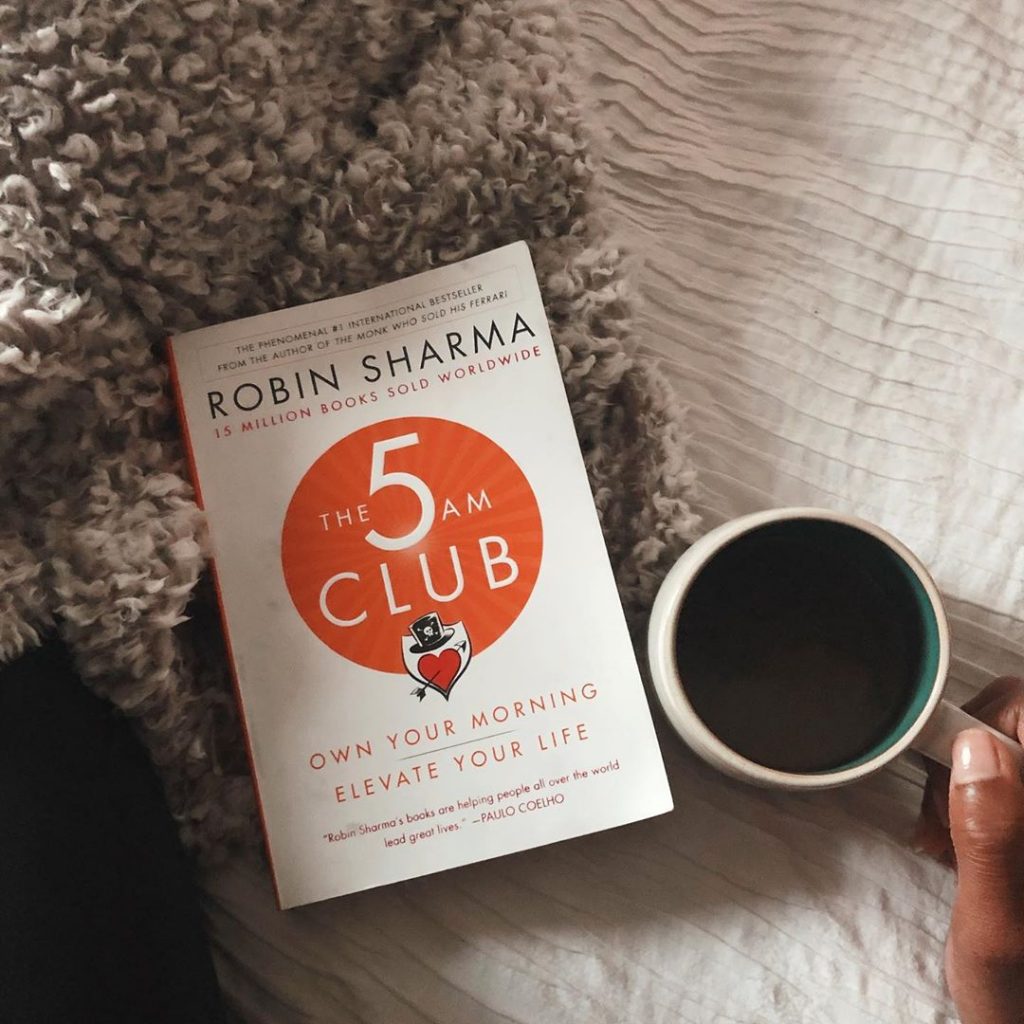 THE PHENOMENAL #1 INTERNATIONAL BESTSELLER
FROM THE AUTHOR OF THE MONK WHO SOLD HIS FERRARI
ROBIN SHARMA
15 MILLION BOOKS SOLD WORLDWIDE
THE 5 AM
CLUB
OWN YOUR MORNING
ELEVATE YOUR LIFE
"Robin Sharma's books are helping people all over the world
lead great lives." —PAULO COELHO